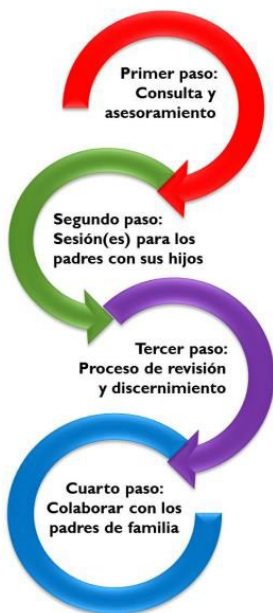 Primer paso:
Consulta y
asesoramiento
Segundo paso:
Sesión(es) para los
padres con sus hijos
Tercer paso:
Proceso de revisión
y discernimiento
Cuarto paso:
Colaborar con los
padres de familia